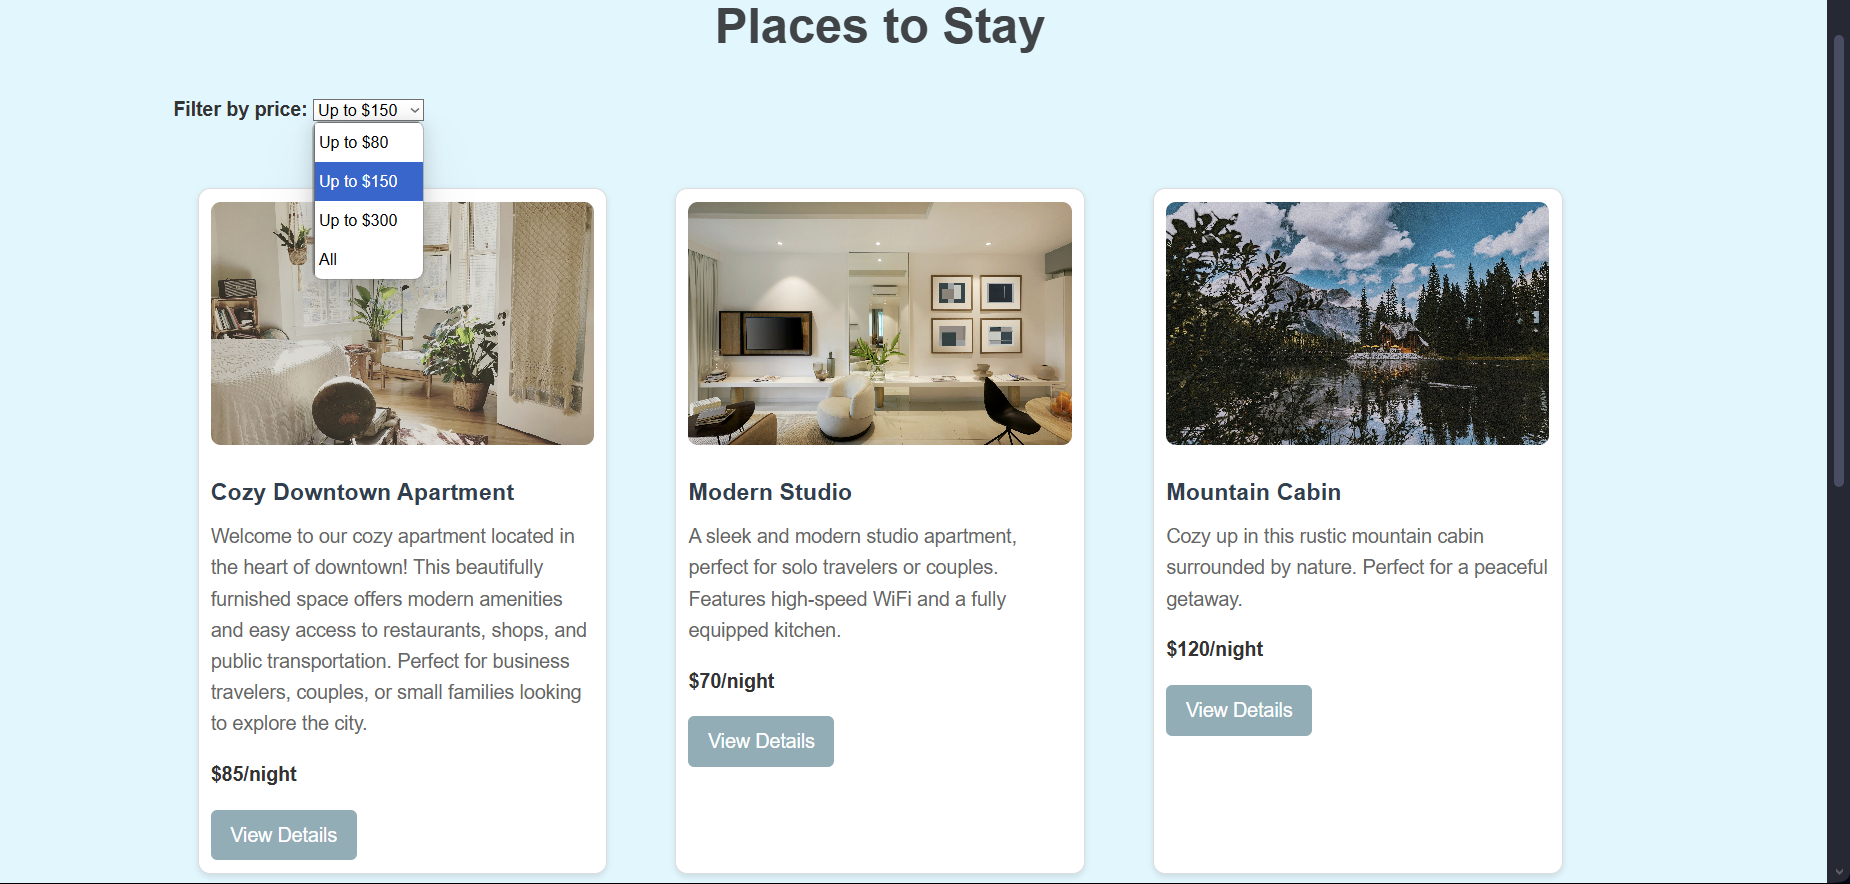 Places to Stay
Filter by price: Up to $150
Up to $80
Up to $150
Up to $300
All
Cozy Downtown Apartment
Welcome to our cozy apartment located in
the heart of downtown! This beautifully
furnished space offers modern amenities
and easy access to restaurants, shops, and
public transportation. Perfect for business
travelers, couples, or small families looking
to explore the city.
$85/night
View Details
Modern Studio
A sleek and modern studio apartment,
perfect for solo travelers or couples.
Features high-speed WiFi and a fully
equipped kitchen.
$70/night
View Details
Mountain Cabin
Cozy up in this rustic mountain cabin
surrounded by nature. Perfect for a peaceful
getaway.
$120/night
View Details